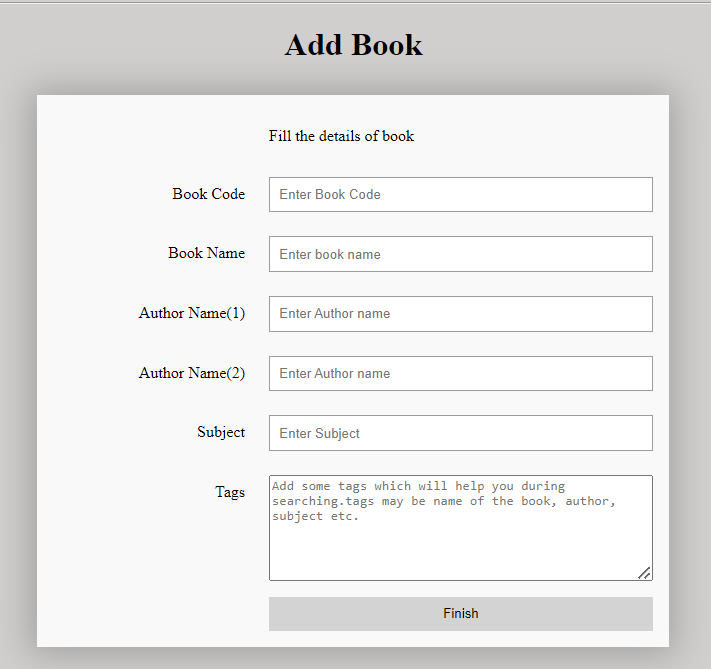 Add Book
Fill the details of book
Book Code
Enter Book Code
Book Name
Enter book name
Author Name(1)
Enter Author name
Author Name(2)
Enter Author name
Subject
Enter Subject
Tags
Add some tags which will help you during
searching.tags may be name of the book, author,
subject etc.
Finish